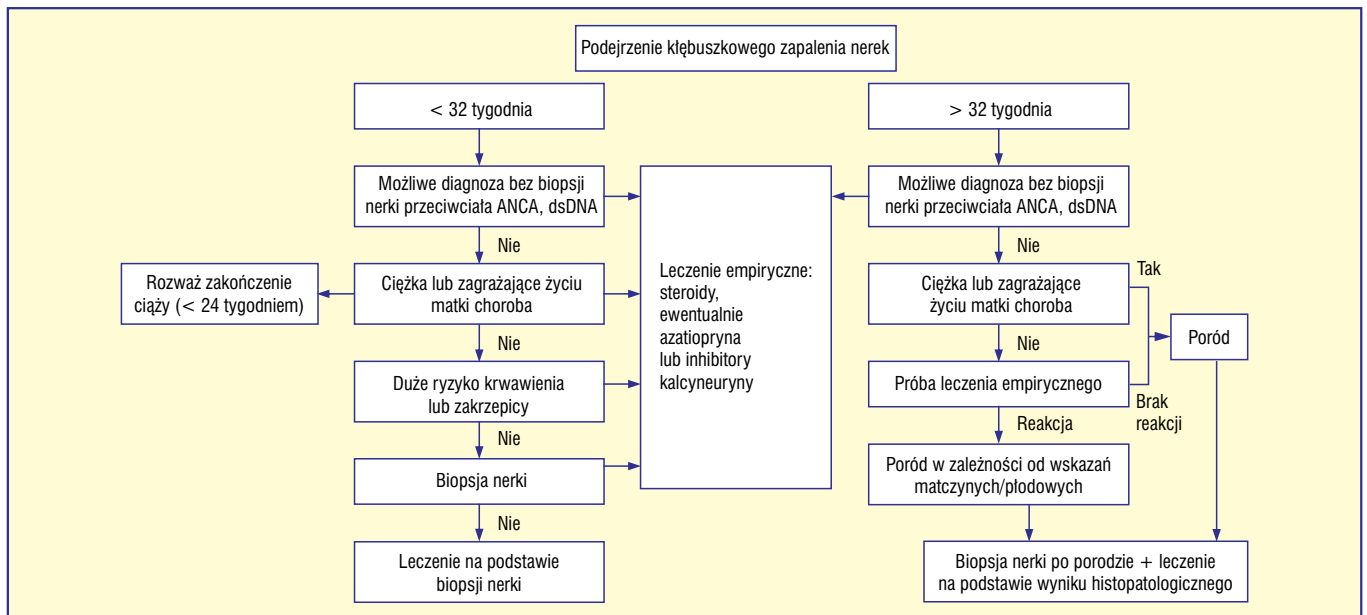 Podejrzenie kłębuszkowego zapalenia nerek
< 32 tygodnia
Możliwe diagnoza bez biopsji
nerki przeciwciała ANCA, dsDNA
Nie
Rozważ zakończenie
ciąży (< 24 tygodniem)
Ciężka lub zagrażające życiu
matki choroba
Nie
Duże ryzyko krwawienia
lub zakrzepicy
Nie
Biopsja nerki
Nie
Leczenie na podstawie
biopsji nerki
Leczenie empiryczne:
steroidy,
ewentualnie
azatiopryna
lub inhibitory
kalcyneuryny
> 32 tygodnia
Możliwe diagnoza bez biopsji
nerki przeciwciała ANCA, dsDNA
Nie
Ciężka lub zagrażające
życiu matki choroba
Tak
Nie
Próba leczenia empirycznego
Brak
reakcji
Poród
Reakcja
Poród w zależności od wskazań
matczynych/płodowych
Biopsja nerki po porodzie + leczenie
na podstawie wyniku histopatologicznego